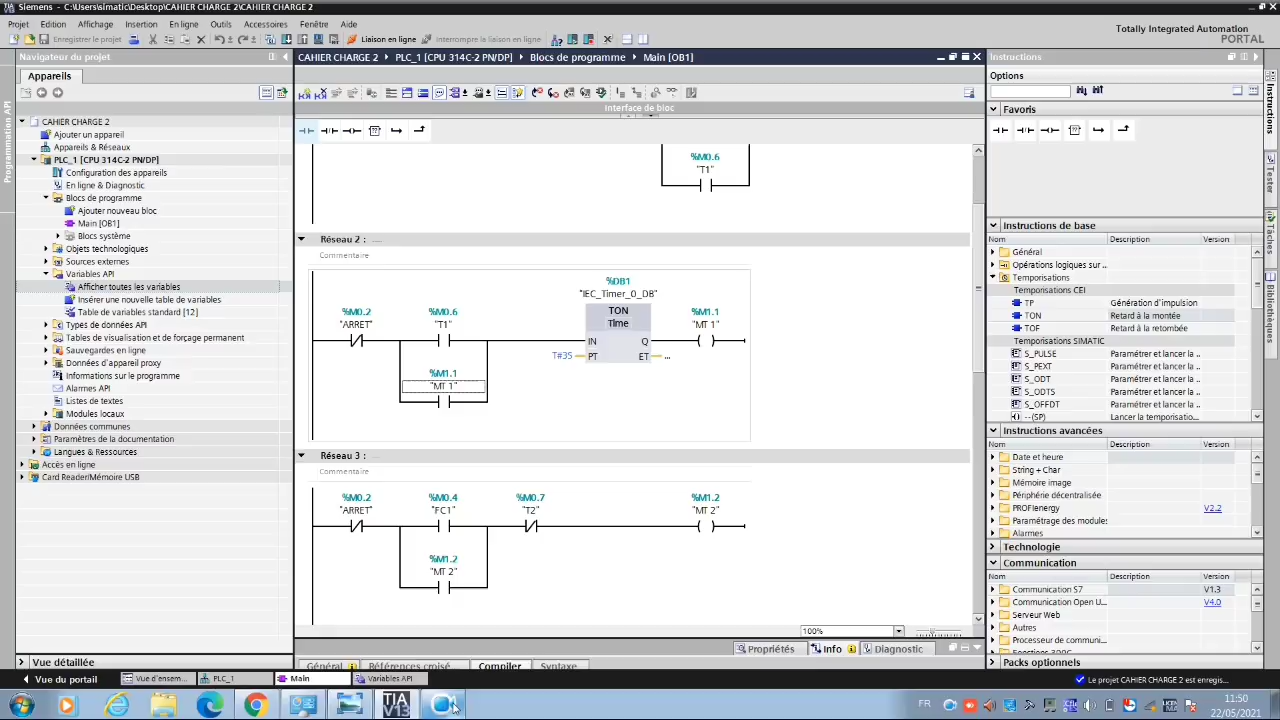 Siemens - C:\Users\simatic\Desktop\CAHIER CHARGE 2\CAHIER CHARGE 2
Projet Edition Affichage Insertion En ligne Outils Accessoires Fenêtre Aide
Totally Integrated Automation
PORTAL
Enregistrer le projet
Liaison en ligne
Interrompre la liaison en ligne
Navigateur du projet
CAHIER CHARGE 2 PLC_1 [CPU 314C-2 PN/DP] Blocs de programme Main [OB1]
Instructions
Appareils
Options
Interface de bloc
Favoris
Programmation API
CAHIER CHARGE 2
Ajouter un appareil
Appareils & Réseaux
PLC_1 [CPU 314C-2 PN/DP]
Configuration des appareils
En ligne & Diagnostic
Blocs de programme
Ajouter nouveau bloc
Main [OB1]
Blocs système
Objets technologiques
Sources externes
Variables API
Afficher toutes les variables
Insérer une nouvelle table de variables
Table de variables standard [12]
Types de données API
Tables de visualisation et de forçage permanent
Sauvegardes en ligne
Données d'appareil proxy
Informations sur le programme
Alarmes API
Listes de textes
Modules locaux
Données communes
Paramètres de la documentation
Langues & Ressources
Accès en ligne
Card Reader/Mémoire USB
Vue détaillée
%M0.6
"T1"
Réseau 2 :
Commentaire
%DB1
"IEC_Timer_0_DB"
%M0.2 %M0.6 TON %M1.1
"ARRET" "T1" Time "MT 1"
IN Q
T#3S PT ET ...
%M1.1
"MT 1"
Réseau 3 :
Commentaire
%M0.2 %M0.4 %M0.7 %M1.2
"ARRET" "FC1" "T2" "MT 2"
%M1.2
"MT 2"
100%
Propriétés Info Diagnostic
Général Références crois. Compiler Syntaxe
Instructions de base
Nom Description Version
Général
Opérations logiques sur ..
Temporisations
Temporisations CEI
TP Génération d'impulsion
TON Retard à la montée
TOF Retard à la retombée
Temporisations SIMATIC
S_PULSE Paramétrer et lancer la ..
S_PEXT Paramétrer et lancer la ..
S_ODT Paramétrer et lancer la ..
S_ODTS Paramétrer et lancer la ..
S_OFFDT Paramétrer et lancer la ..
--(SP) Lancer la temporisatio...
Instructions avancées
Nom Description Version
Date et heure
String + Char
Mémoire image
Périphérie décentralisée
PROFIenergy V2.2
Paramétrage des modules
Alarmes
Technologie
Communication
Nom Description Version
Communication S7 V1.3
Communication Open U... V4.0
Serveur Web
Autres
Processeur de communi...
Packs optionnels
Instructions
Tester
Tâches
Bibliothèques
Vue du portail
Vue d'ensem...
PLC_1
Main
Variables API
Le projet CAHIER CHARGE 2 est enregis...
TIA
V13
FR
11:50
22/05/2021